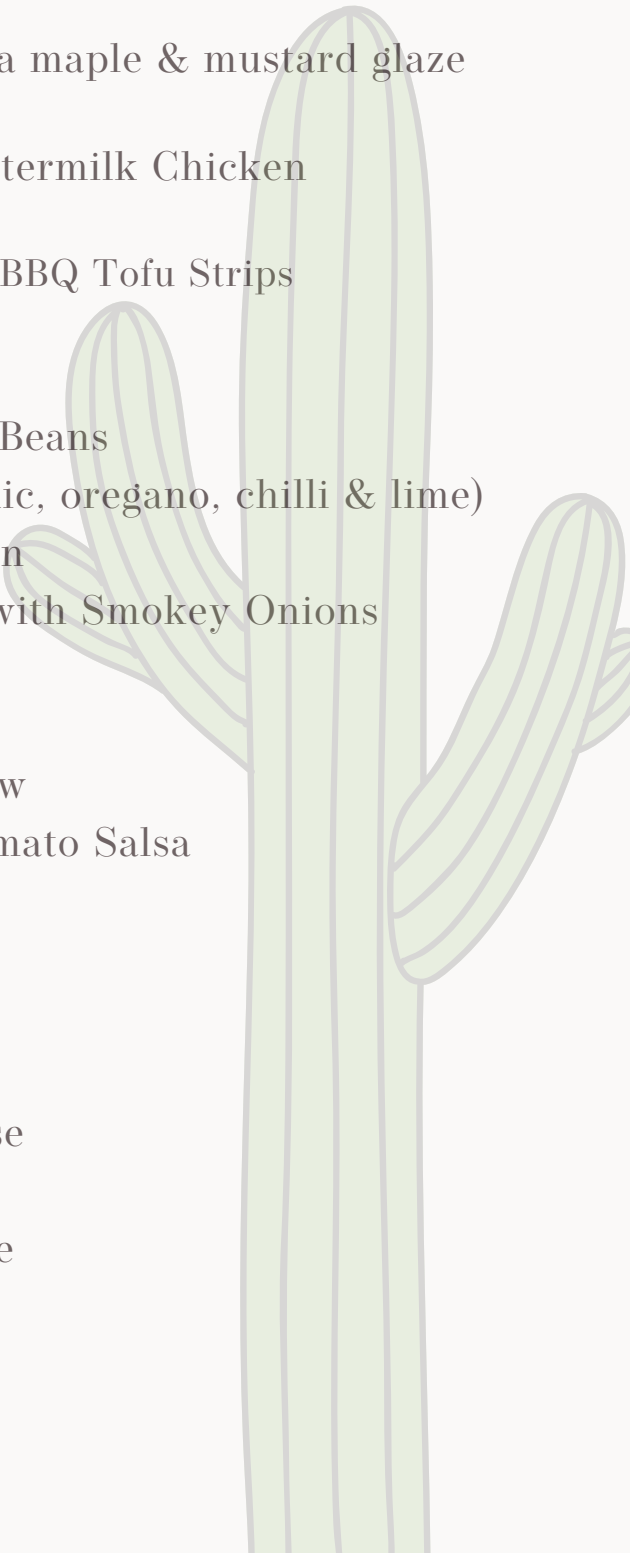 a maple & mustard glaze
termilk Chicken
BBQ Tofu Strips
Beans
ic, oregano, chilli & lime)
n
with Smokey Onions
w
mato Salsa
se
e